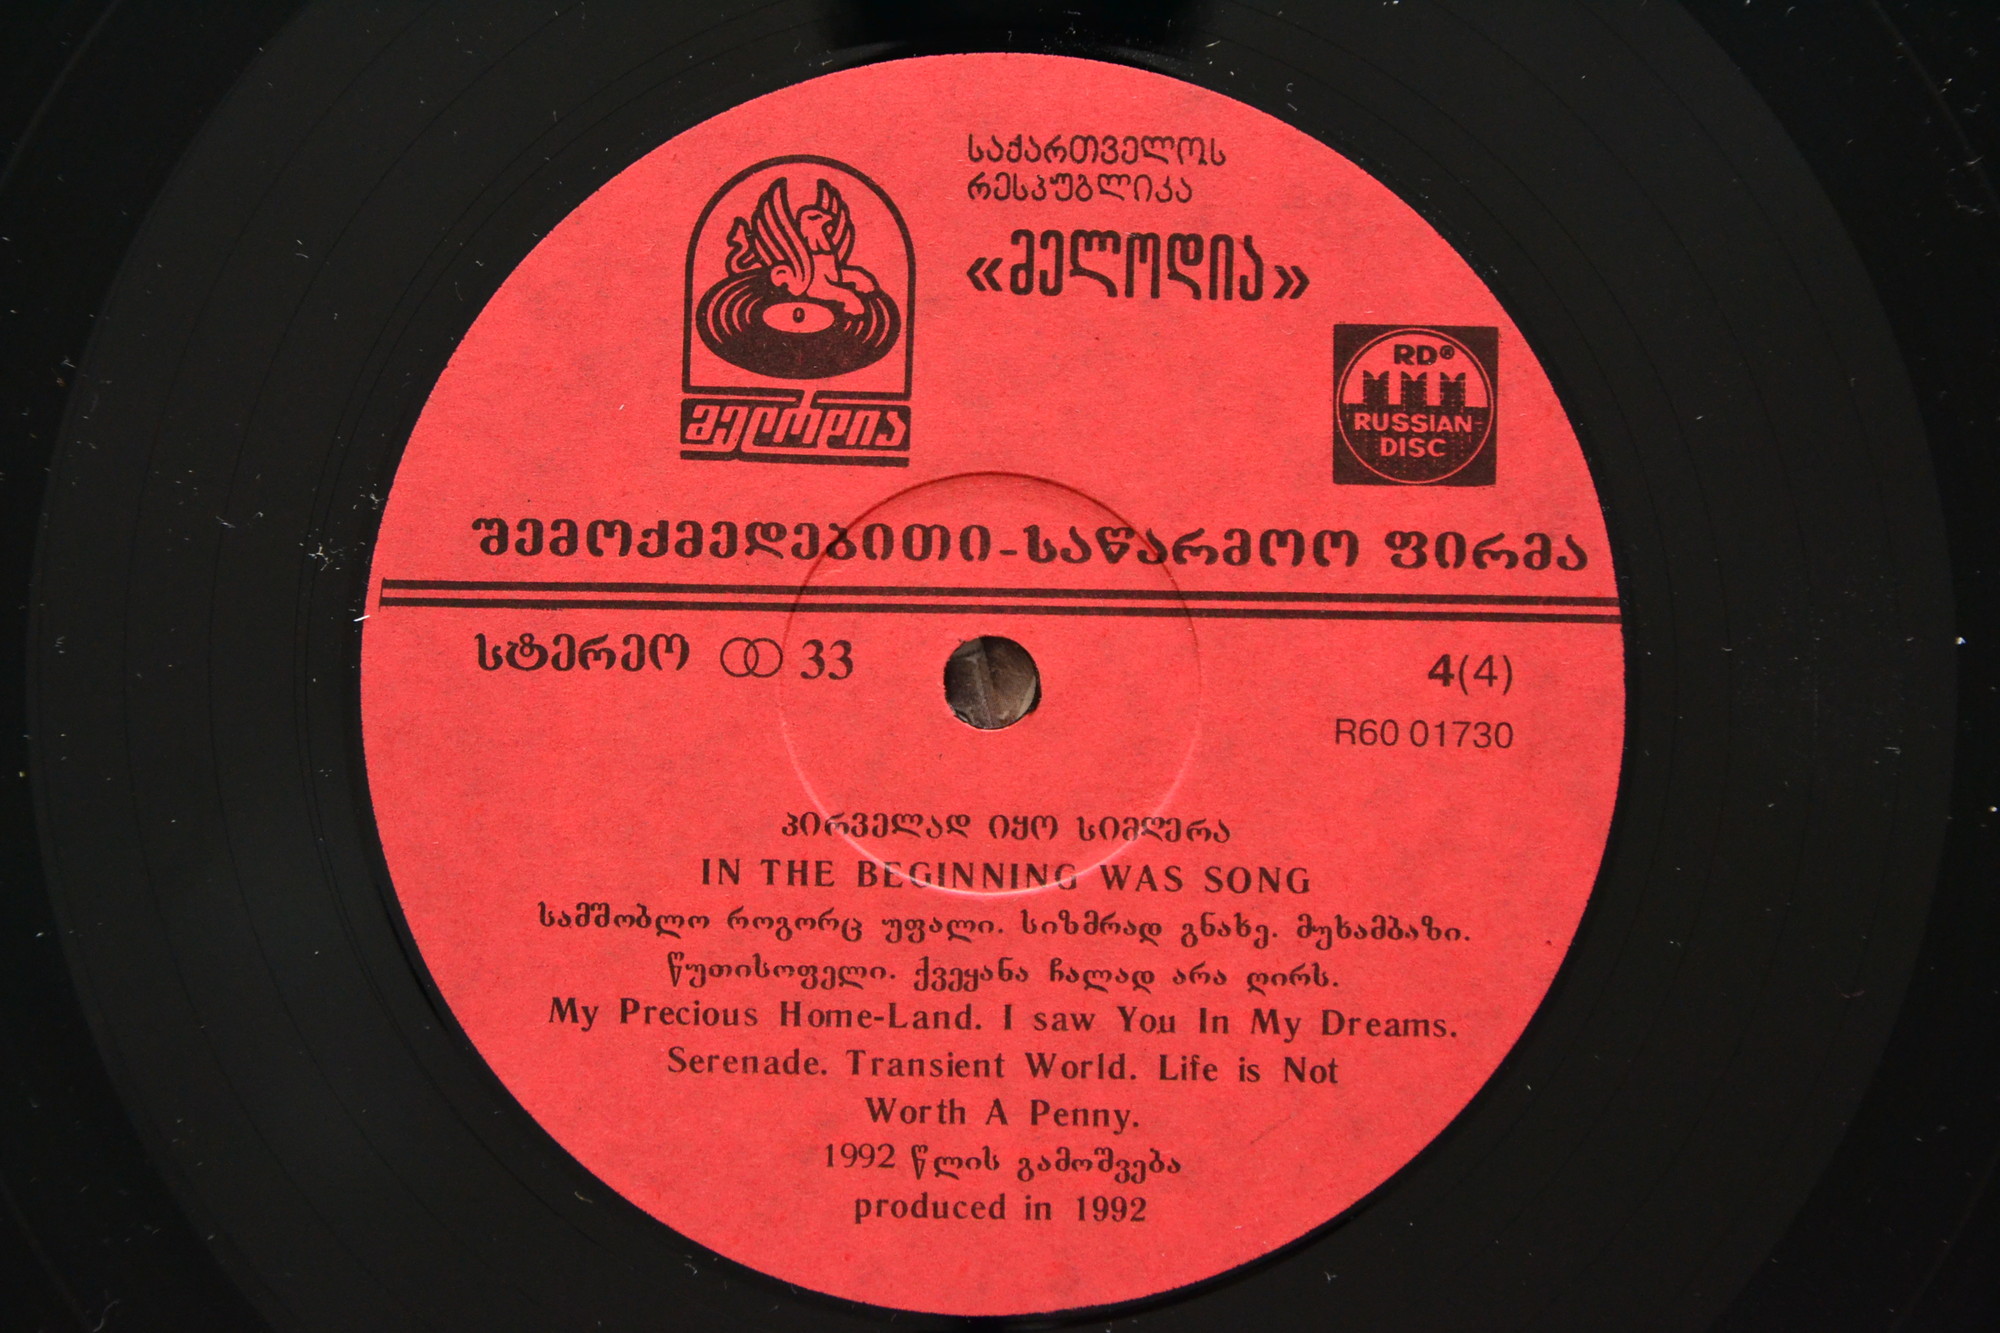 საქართველოს
რესპუბლიკა
«მელოდია»
მელოდია
RD®
RUSSIAN
DISC
შემოქმედებითი-საწარმოო ფირმა
სტერეო 33
4(4)
R60 01730
პირველად იყო სიმღერა
IN THE BEGINNING WAS SONG
სამშობლო როგორც უფალი. სიზმრად გნახე. მუხამბაზი.
წუთისოფელი. ქვეყანა ჩალად არა ღირს.
My Precious Home-Land. I saw You In My Dreams.
Serenade. Transient World. Life is Not
Worth A Penny.
1992 წლის გამოშვება
produced in 1992